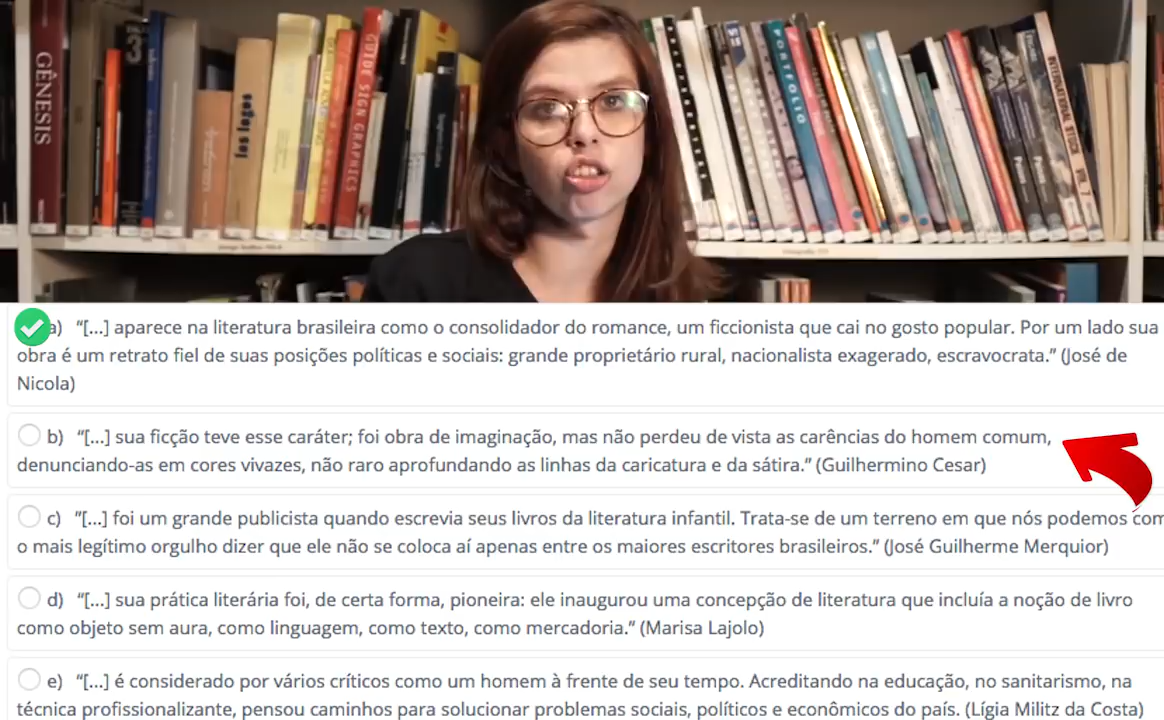 GÊNESIS
3
los logos
GUIDE SIGN GRAPHICS
SS
PORTFOLIO
INTERNATIONAL STOCK VOL 7
a) “[...] aparece na literatura brasileira como o consolidador do romance, um ficcionista que cai no gosto popular. Por um lado sua
obra é um retrato fiel de suas posições políticas e sociais: grande proprietário rural, nacionalista exagerado, escravocrata.” (José de
Nicola)
b) “[...] sua ficção teve esse caráter; foi obra de imaginação, mas não perdeu de vista as carências do homem comum,
denunciando-as em cores vivazes, não raro aprofundando as linhas da caricatura e da sátira.” (Guilhermino Cesar)
c) “[...] foi um grande publicista quando escrevia seus livros da literatura infantil. Trata-se de um terreno em que nós podemos com
o mais legítimo orgulho dizer que ele não se coloca aí apenas entre os maiores escritores brasileiros.” (José Guilherme Merquior)
d) “[...] sua prática literária foi, de certa forma, pioneira: ele inaugurou uma concepção de literatura que incluía a noção de livro
como objeto sem aura, como linguagem, como texto, como mercadoria.” (Marisa Lajolo)
e) “[...] é considerado por vários críticos como um homem à frente de seu tempo. Acreditando na educação, no sanitarismo, na
técnica profissionalizante, pensou caminhos para solucionar problemas sociais, políticos e econômicos do país. (Lígia Militz da Costa)